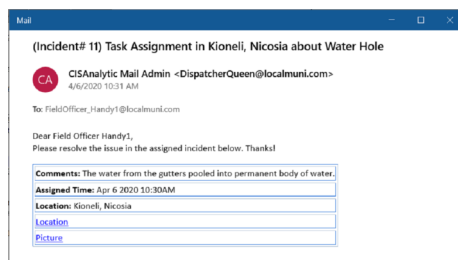 Mail
(Incident# 11) Task Assignment in Kioneli, Nicosia about Water Hole
CA
CISAnalytic Mail Admin <DispatcherQueen@localmuni.com>
4/6/2020 10:31 AM
To: FieldOfficer_Handy1@localmuni.com
Dear Field Officer Handy1,
Please resolve the issue in the assigned incident below. Thanks!
Comments: The water from the gutters pooled into permanent body of water.
Assigned Time: Apr 6 2020 10:30AM
Location: Kioneli, Nicosia
Location
Picture